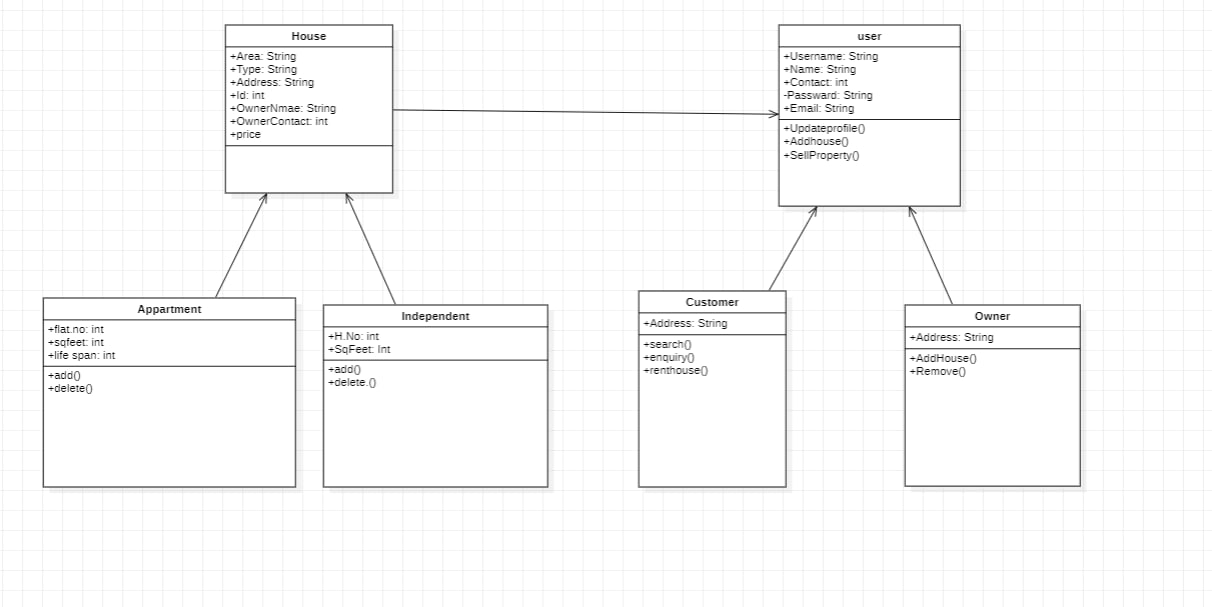 House
+Area: String
+Type: String
+Address: String
+Id: int
+OwnerNmae: String
+OwnerContact: int
+price
user
+Username: String
+Name: String
+Contact: int
-Passward: String
+Email: String
+Updateprofile()
+Addhouse()
+SellProperty()
Appartment
+flat.no: int
+sqfeet: int
+life span: int
+add()
+delete()
Independent
+H.No: int
+SqFeet: Int
+add()
+delete.()
Customer
+Address: String
+search()
+enquiry()
+renthouse()
Owner
+Address: String
+AddHouse()
+Remove()